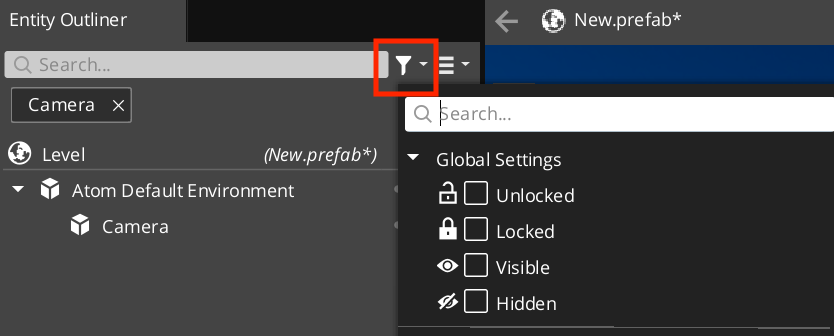 Entity Outliner
New.prefab*
Search...
Camera
Search...
Level (New.prefab*)
Global Settings
Atom Default Environment
Unlocked
Camera
Locked
Visible
Hidden